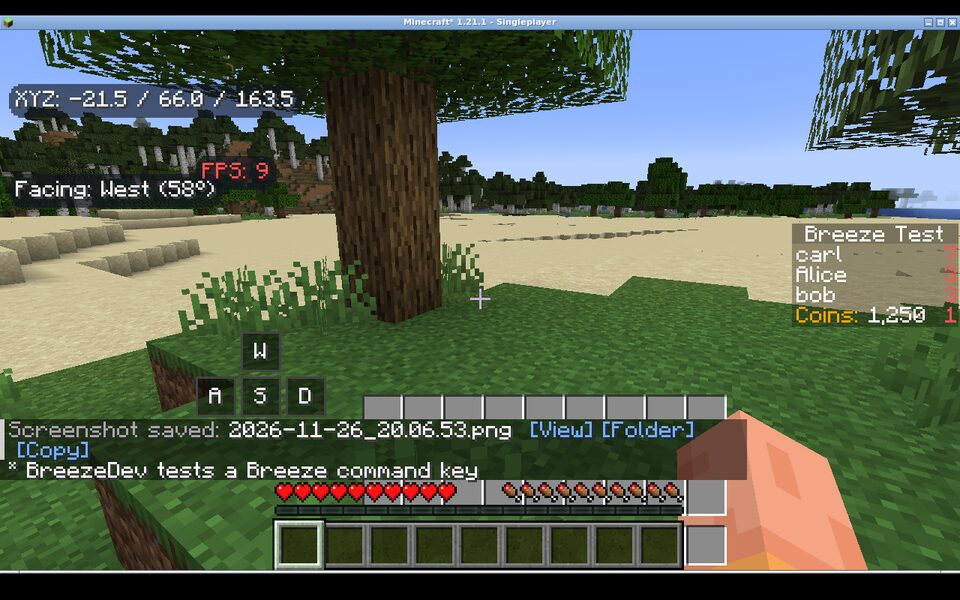 Minecraft* 1.21.1 - Singleplayer
XYZ: -21.5 / 66.0 / 163.5
FPS: 9
Facing: West (58°)
Breeze Test
carl
Alice
bob
Coins: 1,250 1
W
A S D
Screenshot saved: 2026-11-26_20.06.53.png [View] [Folder]
[Copy]
* BreezeDev tests a Breeze command key